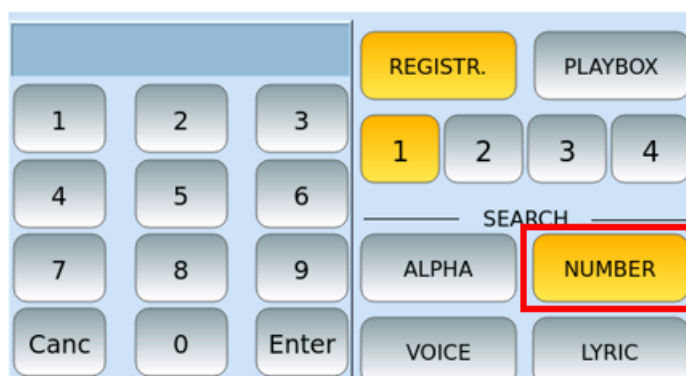 1 2 3
4 5 6
7 8 9
Canc 0 Enter
REGISTR. PLAYBOX
1 2 3 4
SEARCH
ALPHA NUMBER
VOICE LYRIC